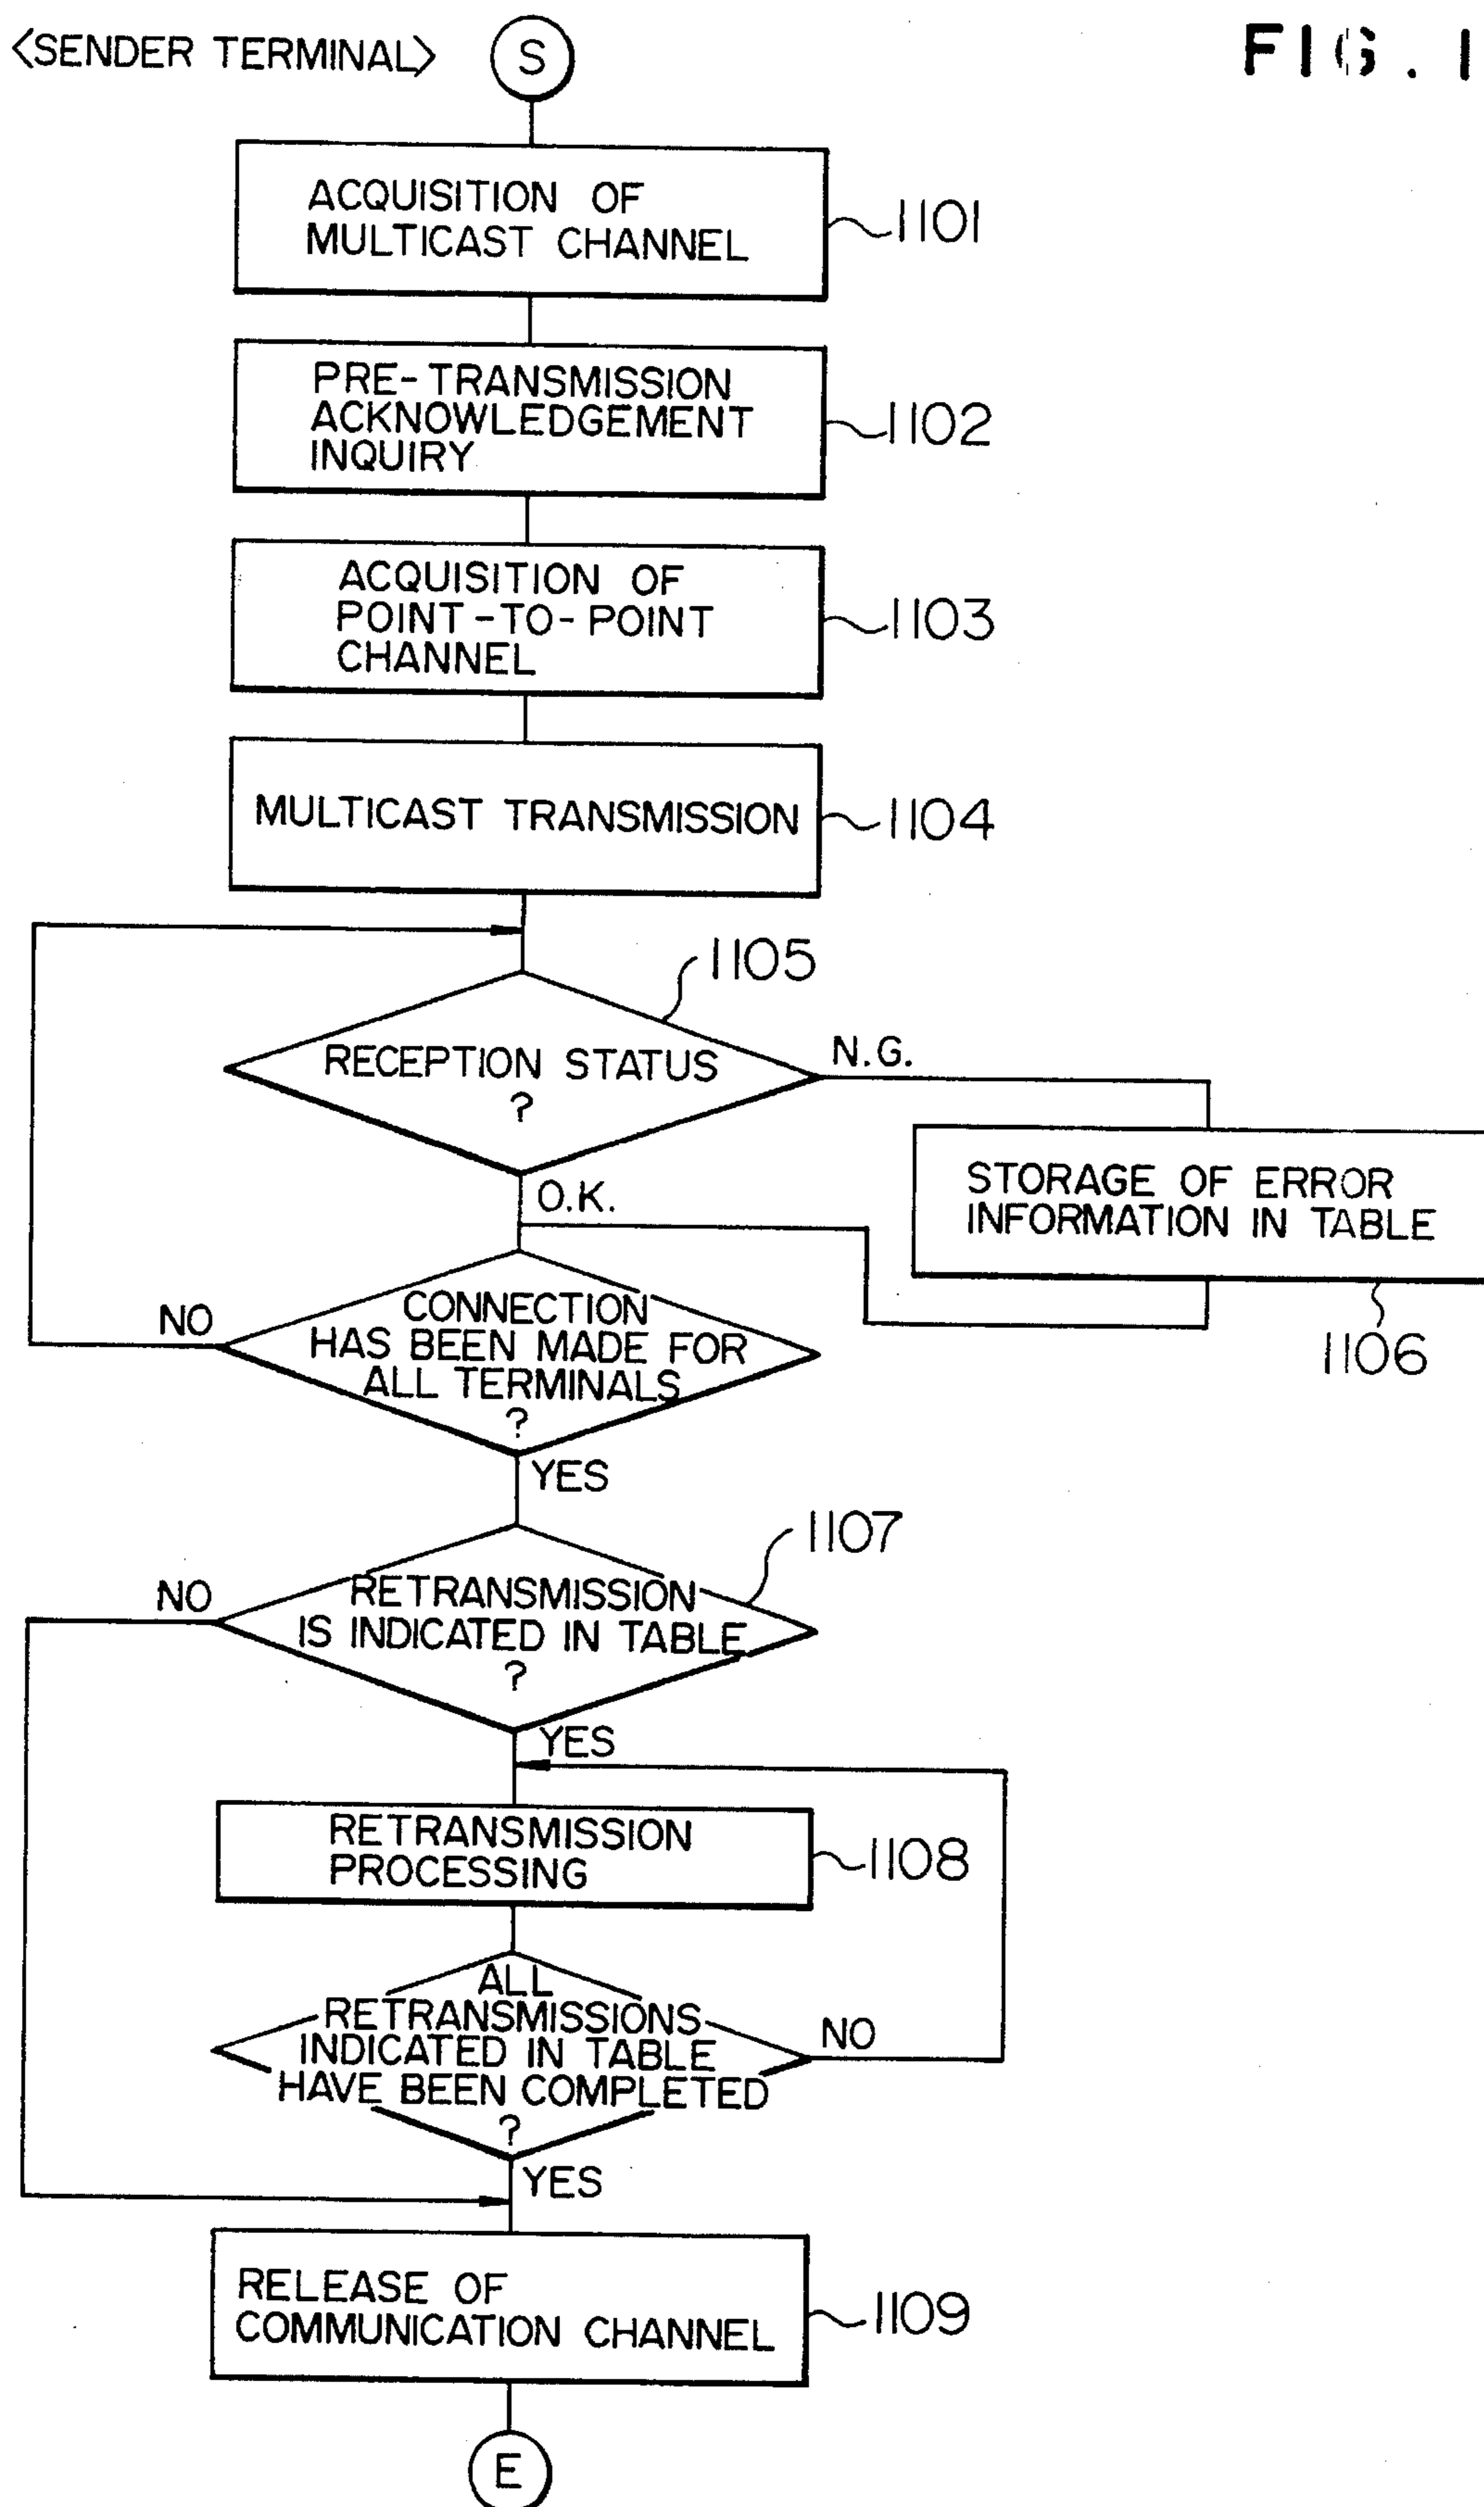 <SENDER TERMINAL>
S
FIG. 1
ACQUISITION OF
MULTICAST CHANNEL
1101
PRE-TRANSMISSION
ACKNOWLEDGEMENT
INQUIRY
1102
ACQUISITION OF
POINT-TO-POINT
CHANNEL
1103
MULTICAST TRANSMISSION
1104
1105
RECEPTION STATUS
?
N.G.
O.K.
STORAGE OF ERROR
INFORMATION IN TABLE
1106
NO
CONNECTION
HAS BEEN MADE FOR
ALL TERMINALS
?
YES
1107
NO
RETRANSMISSION
IS INDICATED IN TABLE
?
YES
RETRANSMISSION
PROCESSING
1108
ALL
RETRANSMISSIONS
INDICATED IN TABLE
HAVE BEEN COMPLETED
?
NO
YES
RELEASE OF
COMMUNICATION CHANNEL
1109
E